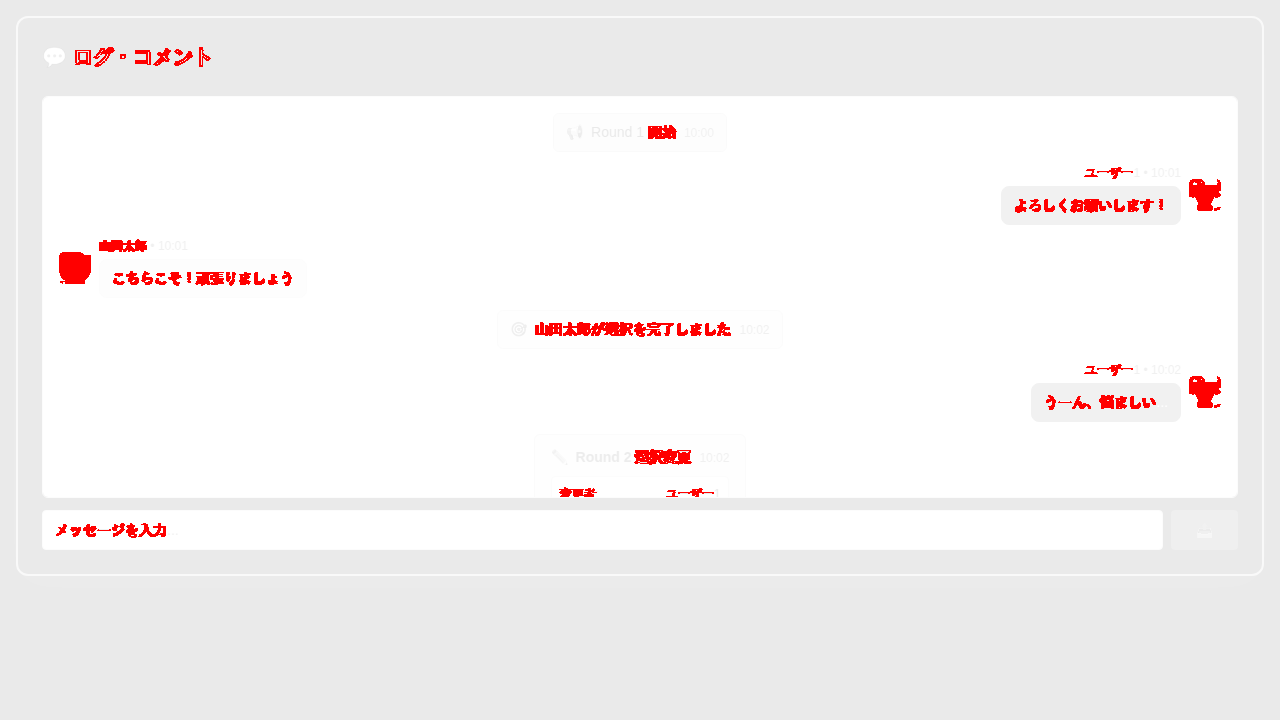 ログ・コメント
Round 1 開始 10:00
ユーザー1 • 10:01
よろしくお願いします！
山田太郎 • 10:01
こちらこそ！頑張りましょう
山田太郎が選択を完了しました 10:02
ユーザー1 • 10:02
うーん、悩ましい
Round 2 選択変更 10:02
変更者 ユーザー1
メッセージを入力